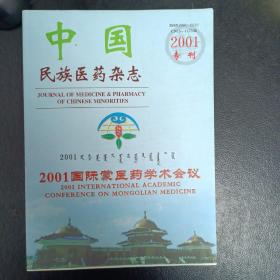 中国
2001
专刊
民族医药杂志
JOURNAL OF MEDICINE & PHARMACY
OF CHINESE MINORITIES
2001
2001国际蒙医药学术会议
2001 INTERNATIONAL ACADEMIC
CONFERENCE ON MONGOLIAN MEDICINE